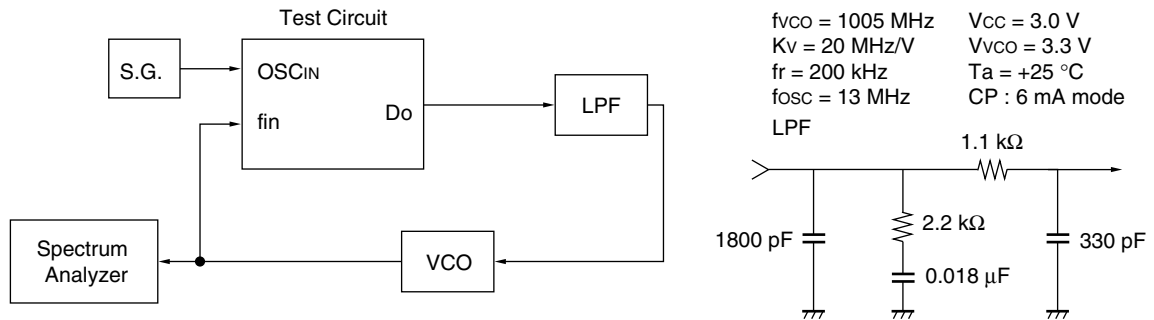 Test Circuit
S.G.
OSCIN
fin
Do
LPF
Spectrum
Analyzer
VCO
fVCO = 1005 MHz
KV = 20 MHz/V
fr = 200 kHz
fOSC = 13 MHz
LPF
VCC = 3.0 V
VVCO = 3.3 V
Ta = +25 °C
CP : 6 mA mode
1.1 kΩ
2.2 kΩ
1800 pF
330 pF
0.018 µF